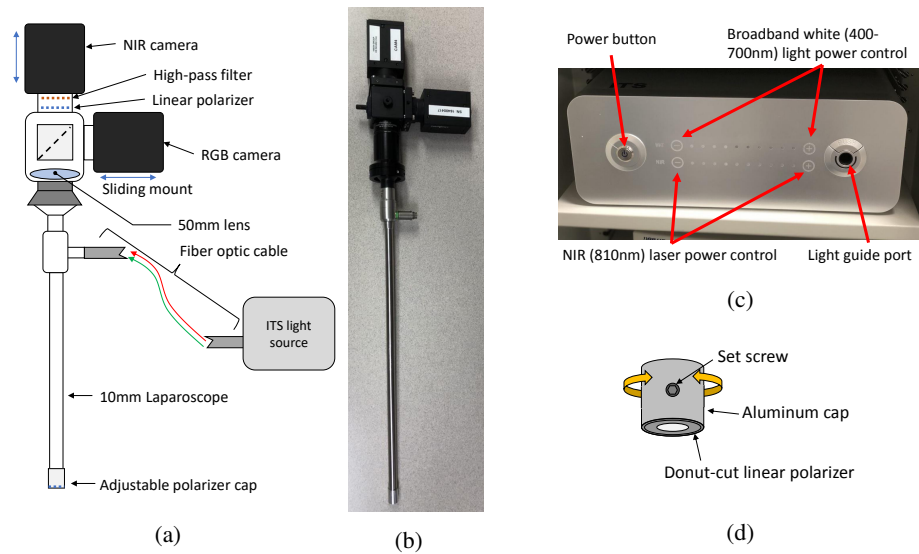 NIR camera
High-pass filter
Linear polarizer
RGB camera
Sliding mount
50mm lens
Fiber optic cable
ITS light
source
10mm Laparoscope
Adjustable polarizer cap
(a)
(b)
Power button
Broadband white (400-
700nm) light power control
ITS
NIR (810nm) laser power control
Light guide port
(c)
Set screw
Aluminum cap
Donut-cut linear polarizer
(d)